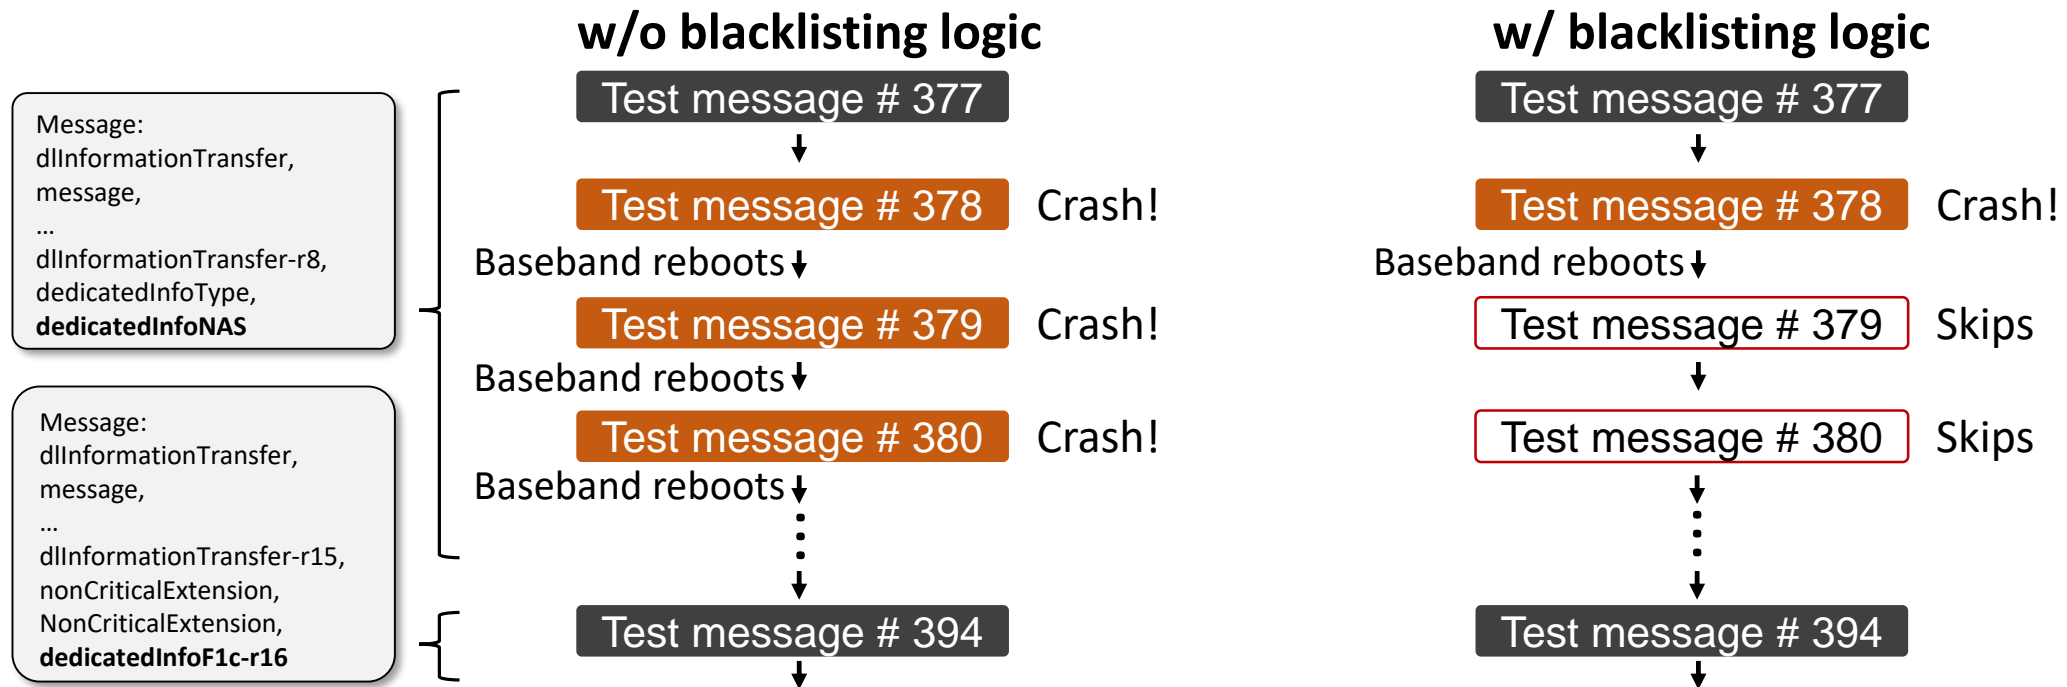 w/o blacklisting logic
w/ blacklisting logic
Message:
dlInformationTransfer,
message,
...
dlInformationTransfer-r8,
dedicatedInfoType,
dedicatedInfoNAS
Message:
dlInformationTransfer,
message,
...
dlInformationTransfer-r15,
nonCriticalExtension,
NonCriticalExtension,
dedicatedInfoF1c-r16
Test message # 377
Test message # 378 Crash!
Baseband reboots
Test message # 379 Crash!
Baseband reboots
Test message # 380 Crash!
Baseband reboots
Test message # 394
Test message # 377
Test message # 378 Crash!
Baseband reboots
Test message # 379 Skips
Test message # 380 Skips
Test message # 394